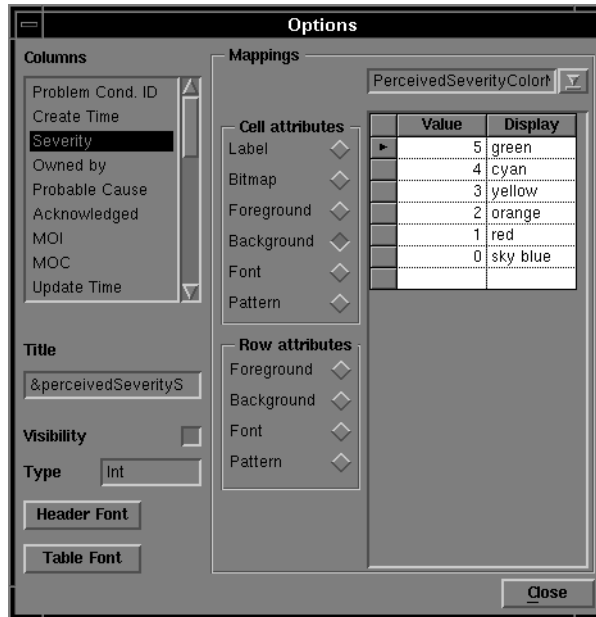 Options
Columns
Problem Cond. ID
Create Time
Severity
Owned by
Probable Cause
Acknowledged
MOI
MOC
Update Time
Title
&perceivedSeverityS
Visibility
Type Int
Header Font
Table Font
Mappings
PerceivedSeverityColorM
Cell attributes
Label
Bitmap
Foreground
Background
Font
Pattern
Row attributes
Foreground
Background
Font
Pattern
Value Display
5 green
4 cyan
3 yellow
2 orange
1 red
0 sky blue
Close